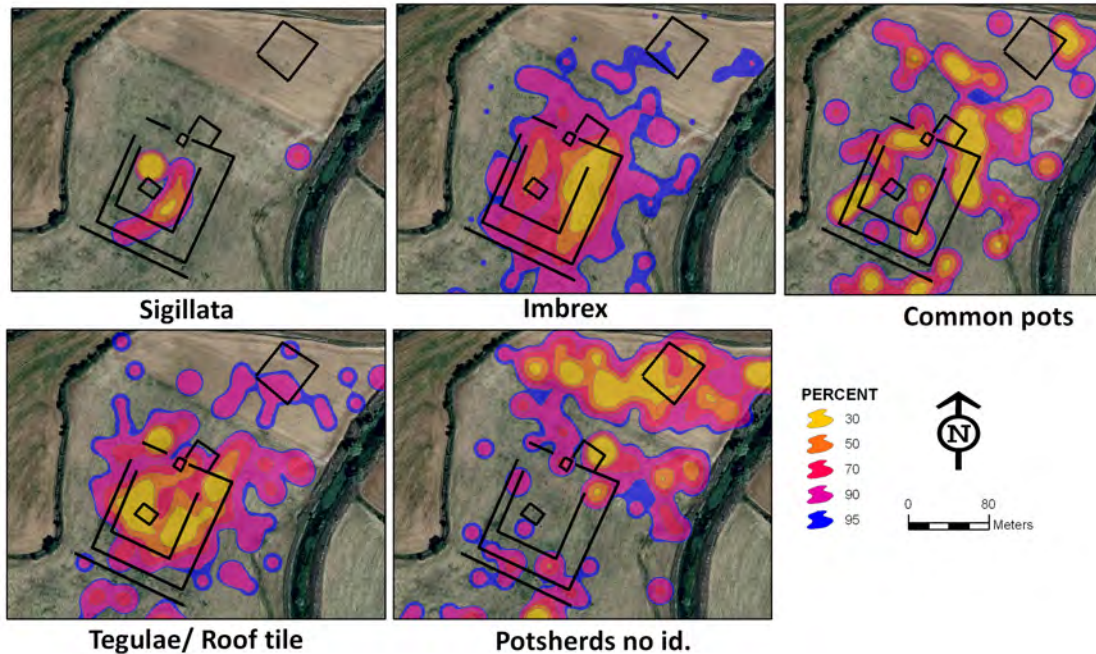 Sigillata
Imbrex
Common pots
Tegulae/ Roof tile
Potsherds no id.
PERCENT
30
50
70
90
95
N
0 80
Meters